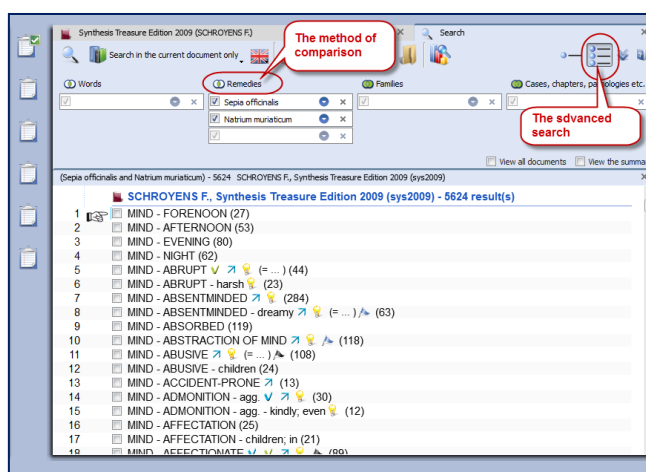 Synthesis Treasure Edition 2009 (SCHROYENS F.)
Search
Search in the current document only
The method of
comparison
Words
Remedies
Families
Cases, chapters, pathologies etc.
Sepia officinalis
Natrium muriaticum
The sdvanced
search
View all documents
View the summa
(Sepia officinalis and Natrium muriaticum) - 5624 SCHROYENS F., Synthesis Treasure Edition 2009 (sys2009)
SCHROYENS F., Synthesis Treasure Edition 2009 (sys2009) - 5624 result(s)
1 MIND - FORENOON (27)
2 MIND - AFTERNOON (53)
3 MIND - EVENING (80)
4 MIND - NIGHT (62)
5 MIND - ABRUPT (= ... ) (44)
6 MIND - ABRUPT - harsh (23)
7 MIND - ABSENTMINDED (284)
8 MIND - ABSENTMINDED - dreamy (= ... ) (63)
9 MIND - ABSORBED (119)
10 MIND - ABSTRACTION OF MIND (118)
11 MIND - ABUSIVE (= ... ) (108)
12 MIND - ABUSIVE - children (24)
13 MIND - ACCIDENT-PRONE (13)
14 MIND - ADMONITION - agg. (30)
15 MIND - ADMONITION - agg. - kindly; even (12)
16 MIND - AFFECTATION (25)
17 MIND - AFFECTATION - children; in (21)
18 MIND - AFFECTIONATE (89)